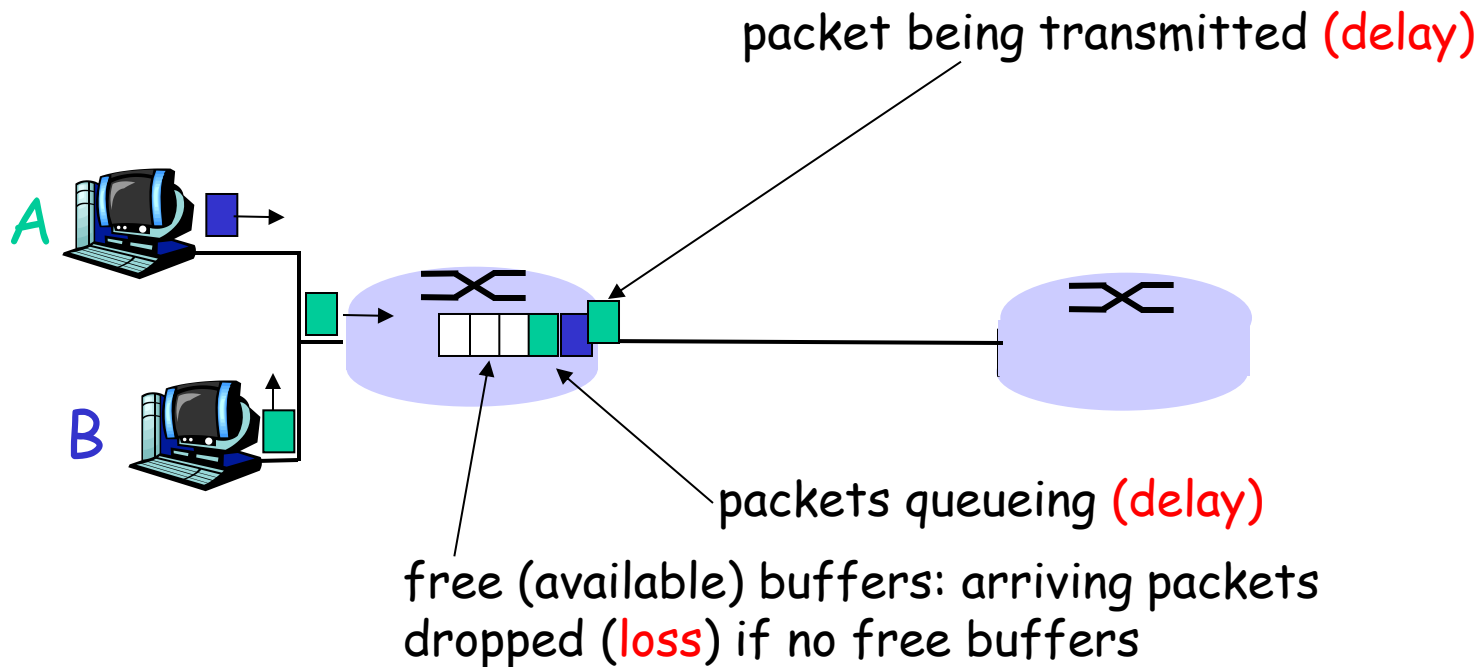 packet being transmitted (delay)
A
B
packets queueing (delay)
free (available) buffers: arriving packets
dropped (loss) if no free buffers